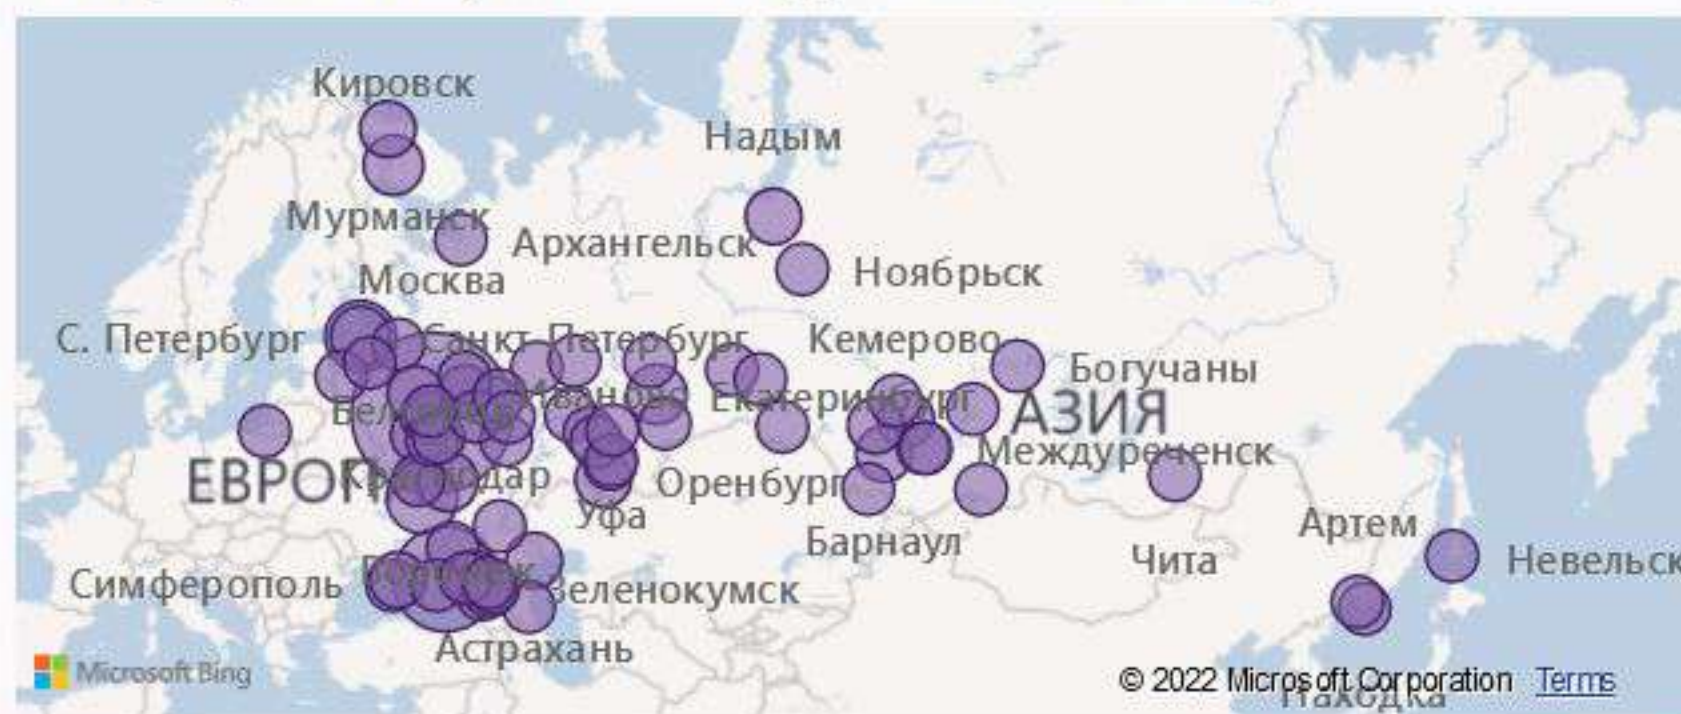 Кировск
Надым
Мурманск
Архангельск
Москва
Ноябрьск
С. Петербург
Санкт-Петербург
Кемерово
Богучаны
Иваново
Екатеринбург
АЗИЯ
Междуреченск
ЕВРОП
Краснодар
Оренбург
Уфа
Барнаул
Артем
Чита
Невельск
Симферополь
Зеленокумск
Астрахань
Microsoft Bing
© 2022 Microsoft Corporation Terms
Находка